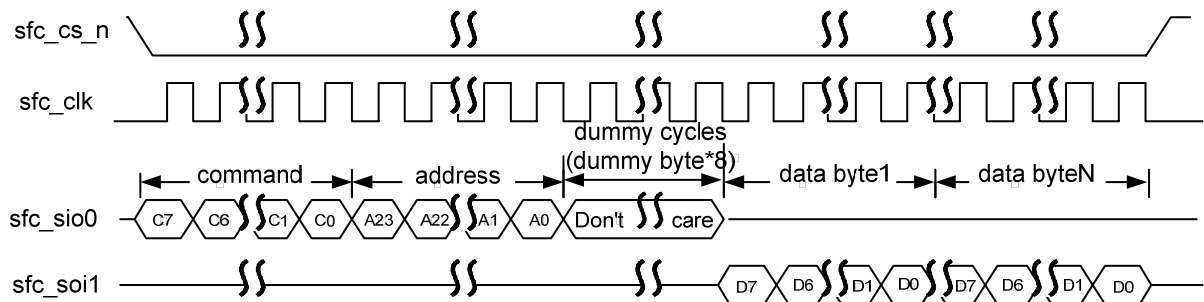 sfc_cs_n
sfc_clk
dummy cycles
(dummy byte*8)
command address data byte1 data byteN
sfc_sio0 C7 C6 C1 C0 A23 A22 A1 A0 Don't care
sfc_soi1 D7 D6 D1 D0 D7 D6 D1 D0